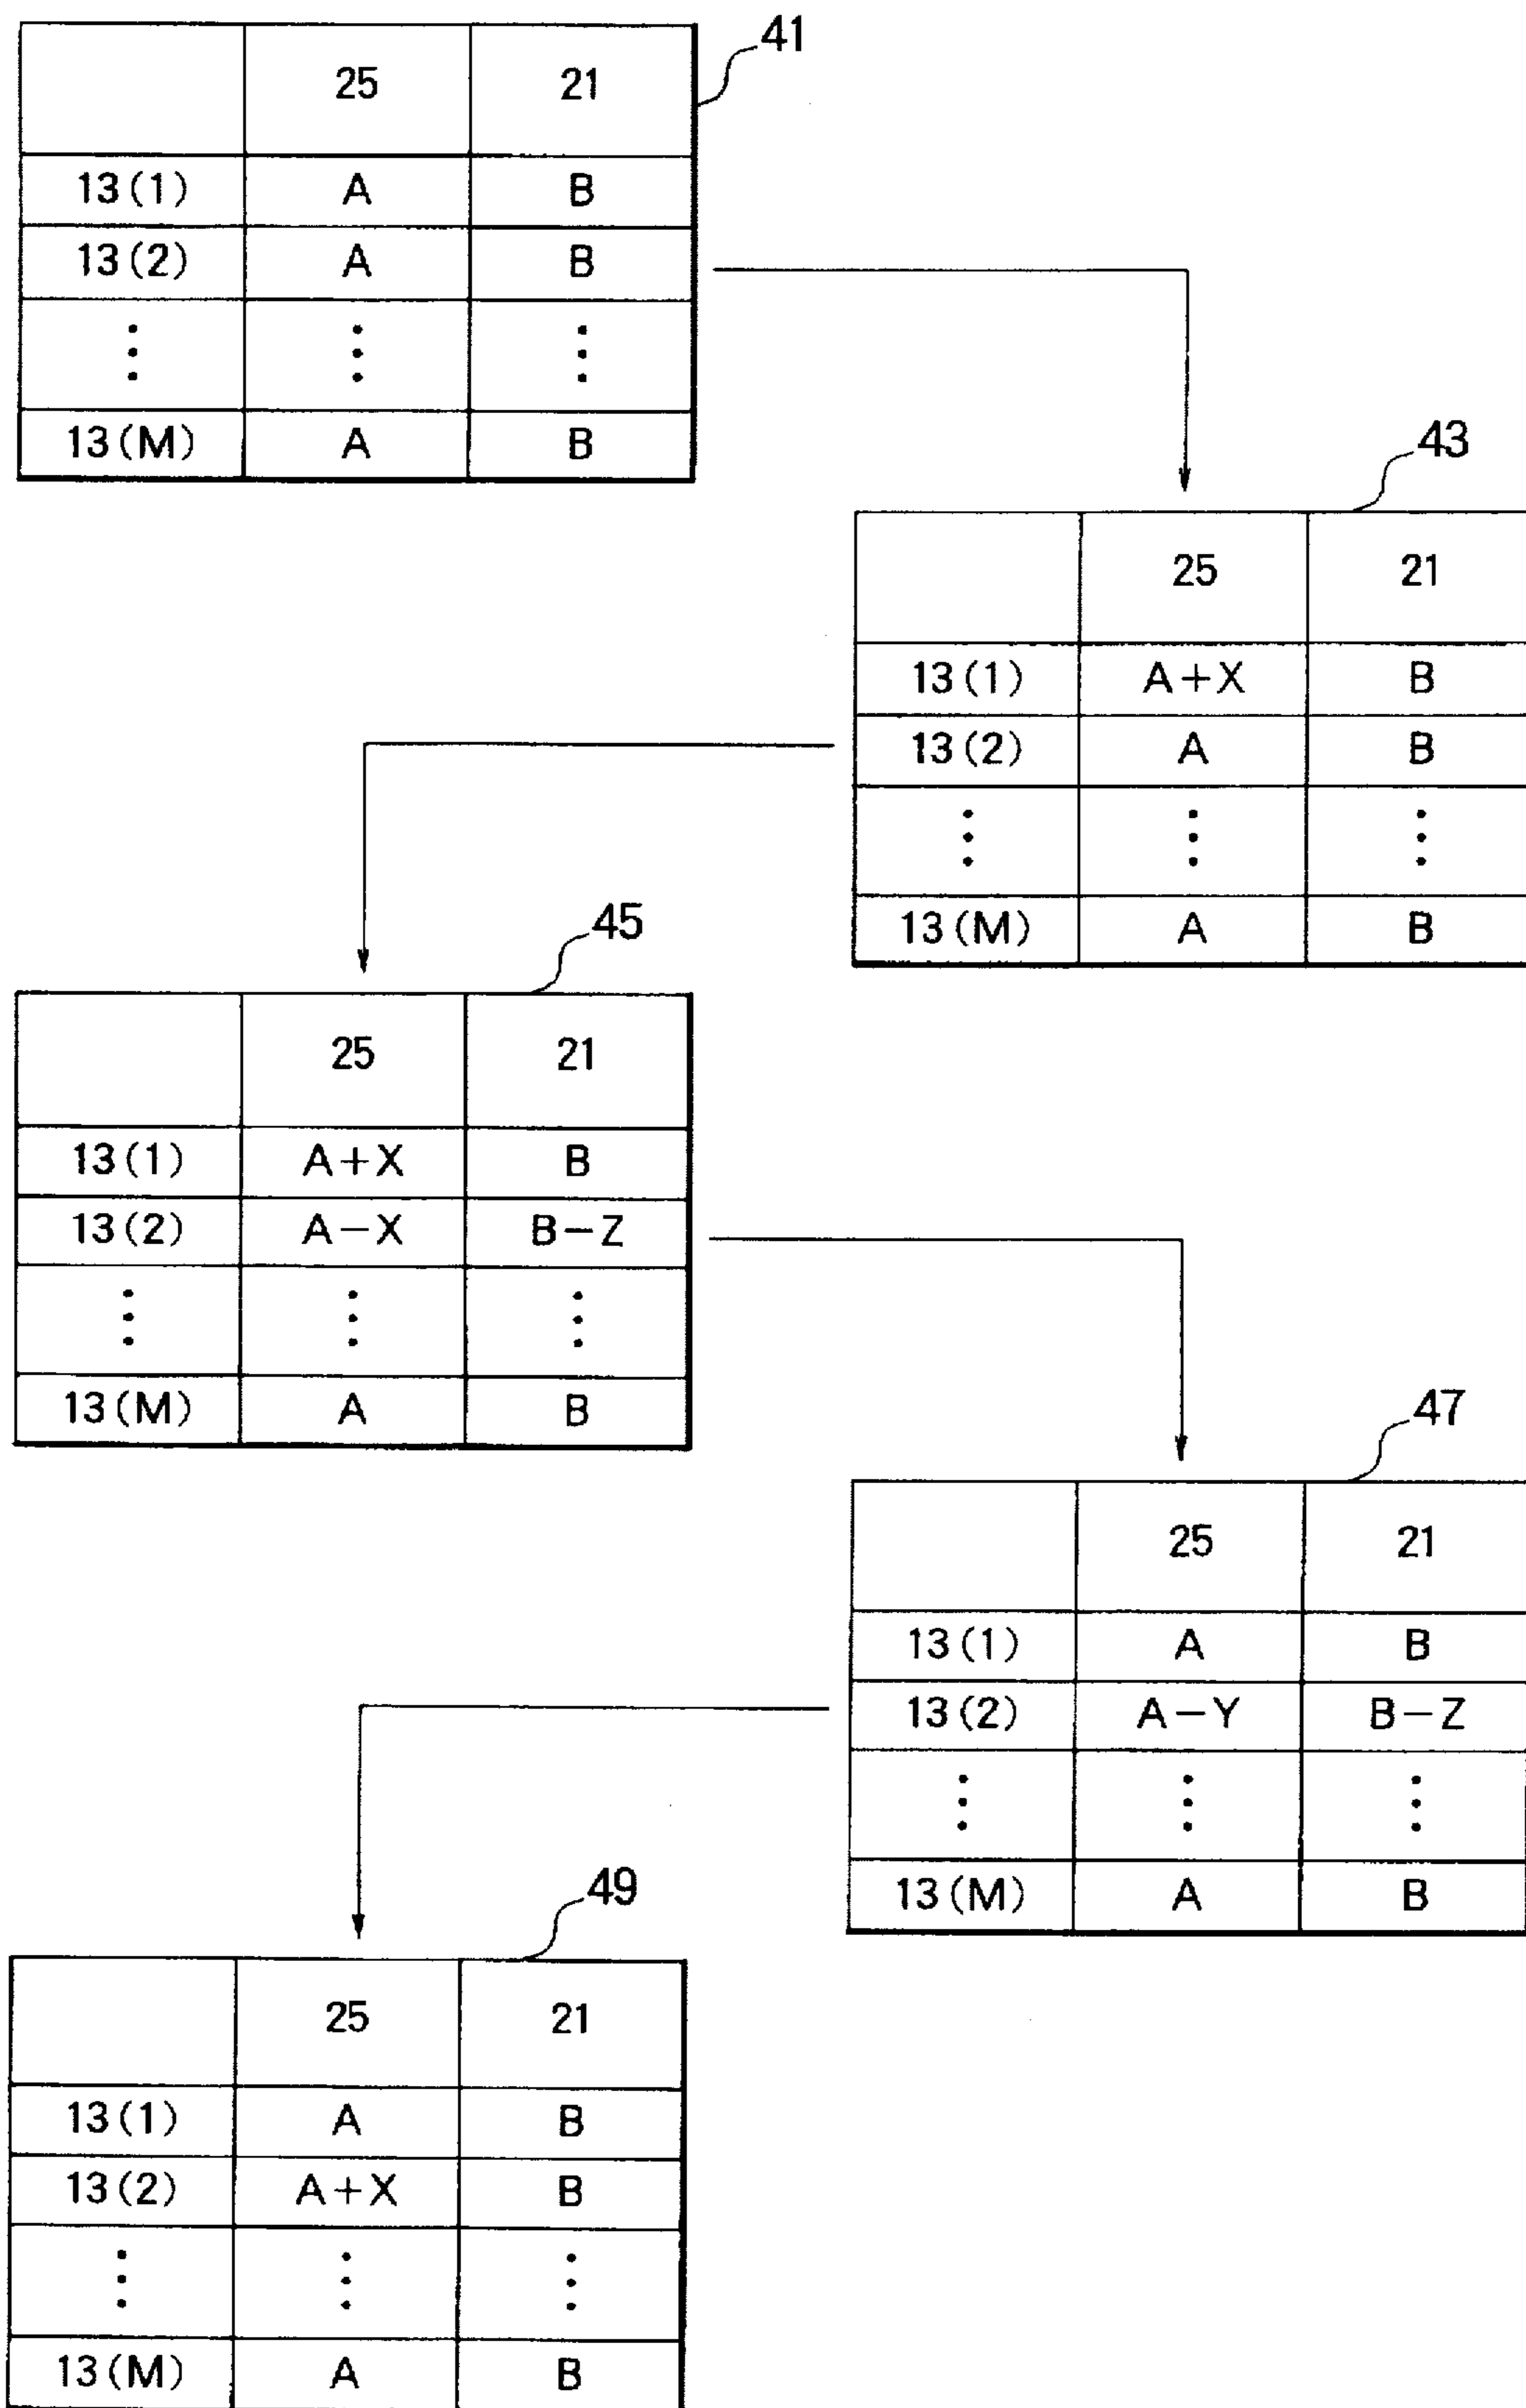 41
25 21
13(1) A B
13(2) A B
⋮ ⋮ ⋮
13(M) A B
43
25 21
13(1) A+X B
13(2) A B
⋮ ⋮ ⋮
13(M) A B
45
25 21
13(1) A+X B
13(2) A−X B−Z
⋮ ⋮ ⋮
13(M) A B
47
25 21
13(1) A B
13(2) A−Y B−Z
⋮ ⋮ ⋮
13(M) A B
49
25 21
13(1) A B
13(2) A+X B
⋮ ⋮ ⋮
13(M) A B